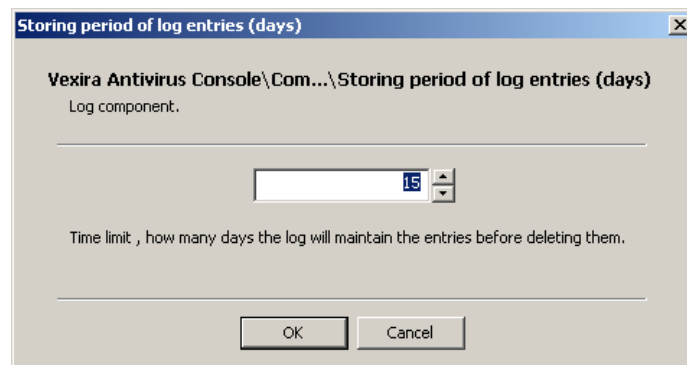 Storing period of log entries (days)
Vexira Antivirus Console\Com...\Storing period of log entries (days)
Log component.
15
Time limit , how many days the log will maintain the entries before deleting them.
OK
Cancel